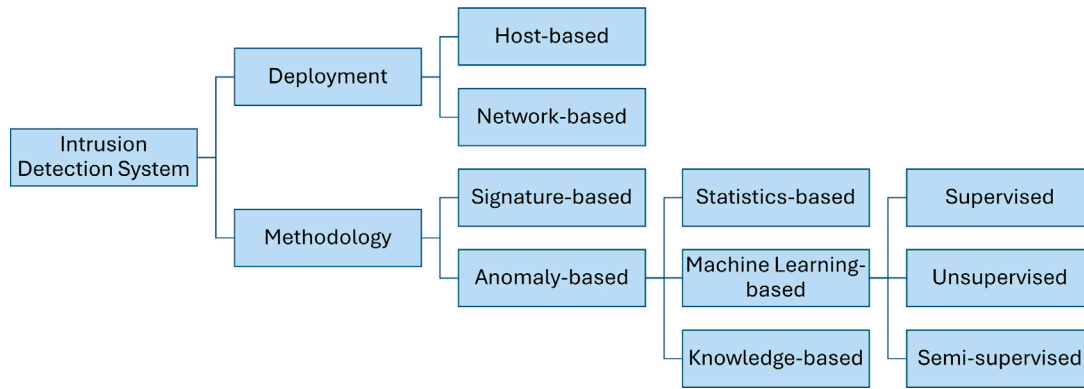 Intrusion
Detection System
Deployment
Host-based
Network-based
Methodology
Signature-based
Anomaly-based
Statistics-based
Machine Learning-
based
Knowledge-based
Supervised
Unsupervised
Semi-supervised